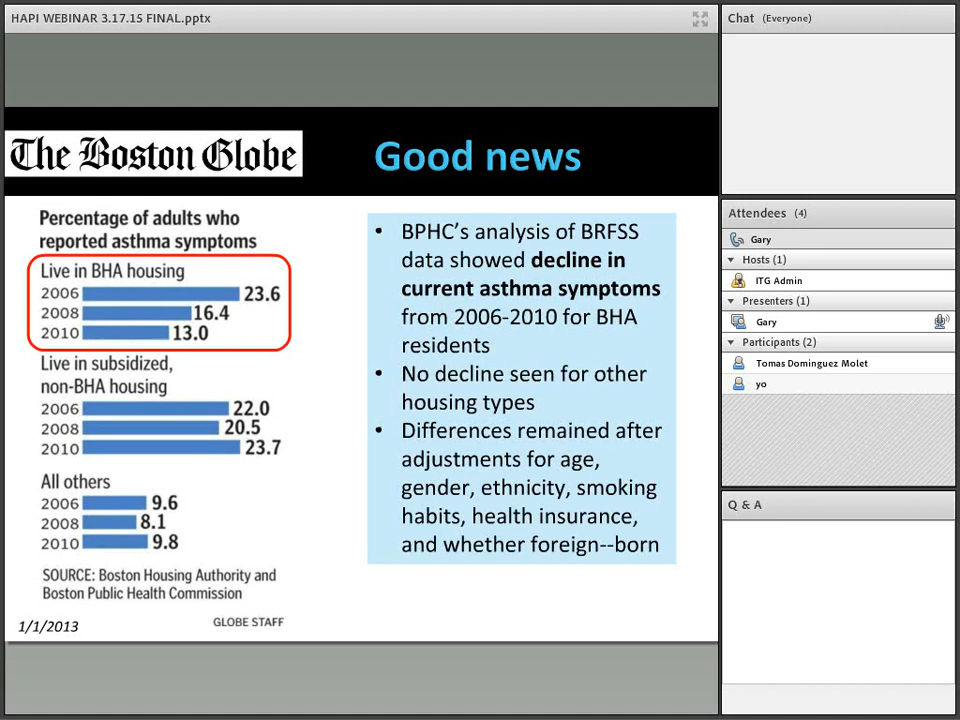 HAPI WEBINAR 3.17.15 FINAL.pptx
The Boston Globe
Good news
Percentage of adults who
reported asthma symptoms
Live in BHA housing
2006 23.6
2008 16.4
2010 13.0
Live in subsidized,
non-BHA housing
2006 22.0
2008 20.5
2010 23.7
All others
2006 9.6
2008 8.1
2010 9.8
SOURCE: Boston Housing Authority and
Boston Public Health Commission
GLOBE STAFF
1/1/2013
• BPHC's analysis of BRFSS
data showed decline in
current asthma symptoms
from 2006-2010 for BHA
residents
• No decline seen for other
housing types
• Differences remained after
adjustments for age,
gender, ethnicity, smoking
habits, health insurance,
and whether foreign--born
Chat (Everyone)
Attendees (4)
Gary
Hosts (1)
ITG Admin
Presenters (1)
Gary
Participants (2)
Tomas Dominguez Molet
yo
Q & A